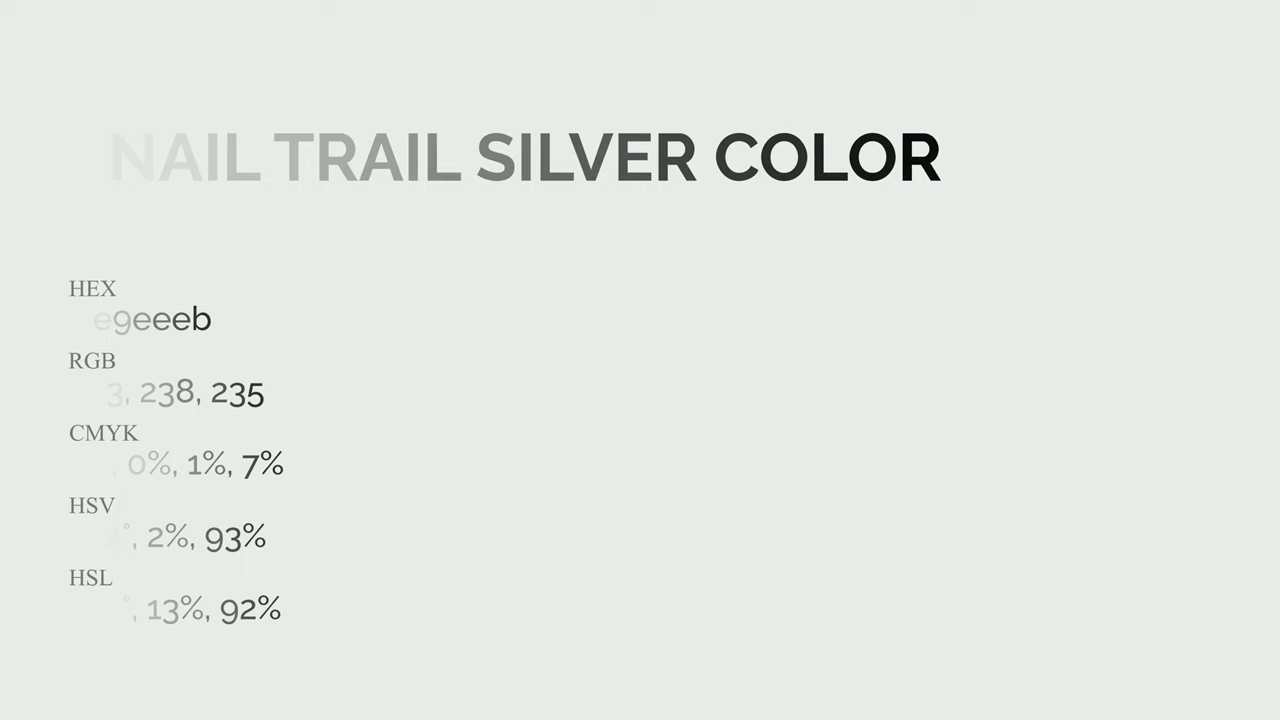 NAIL TRAIL SILVER COLOR
HEX
e9eeeb
RGB
3, 238, 235
CMYK
, 0%, 1%, 7%
HSV
°, 2%, 93%
HSL
°, 13%, 92%